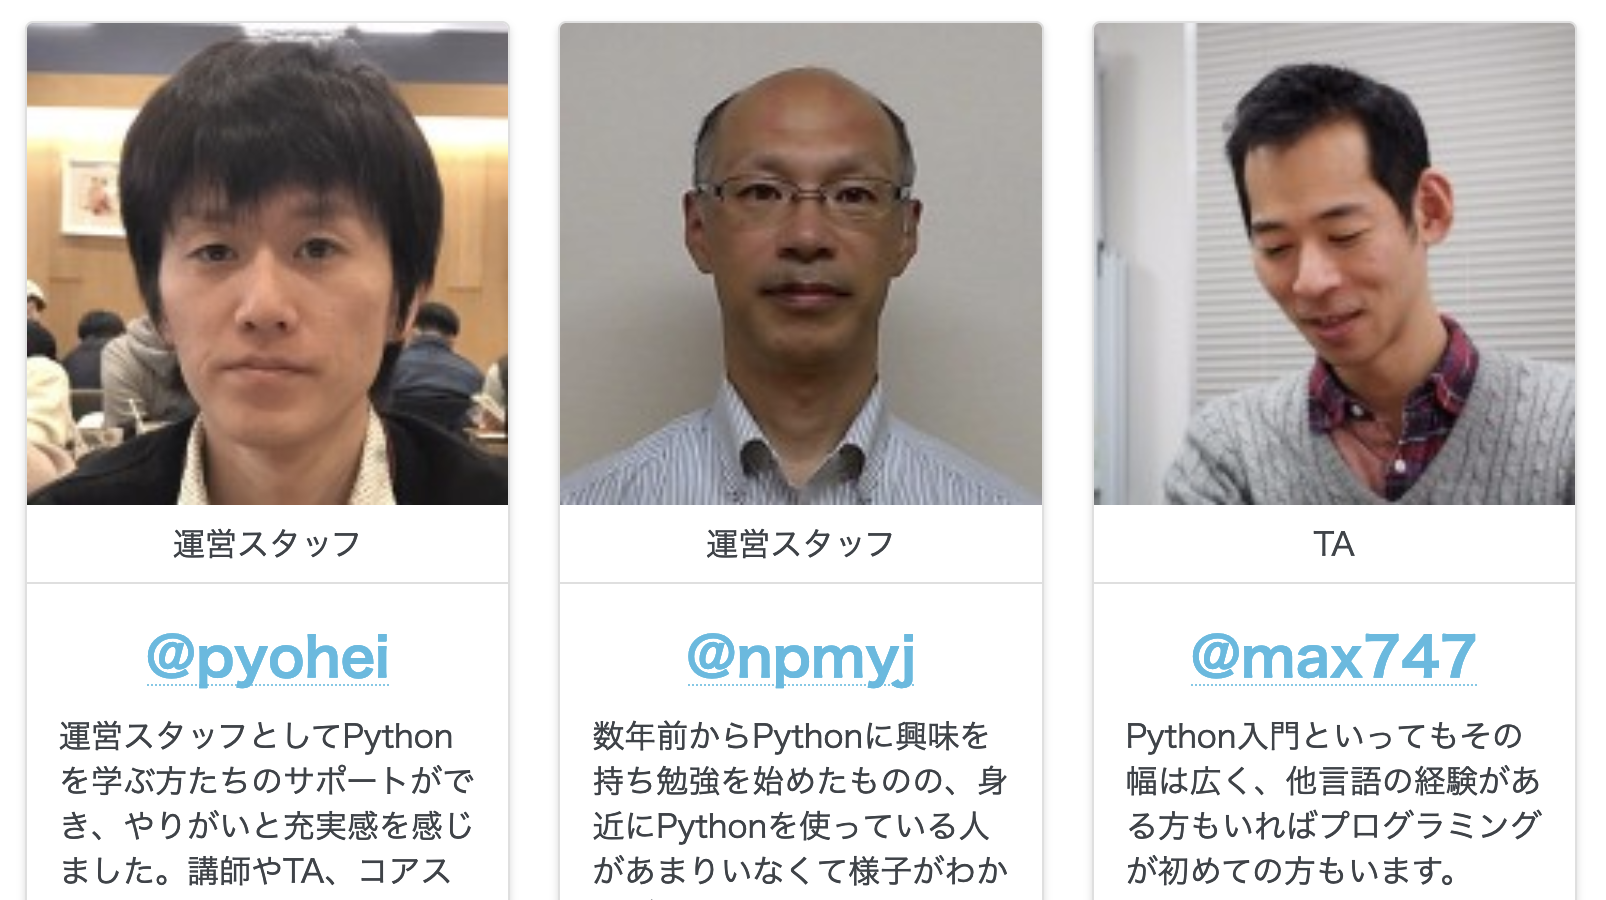 運営スタッフ
@pyohei
運営スタッフとしてPython
を学ぶ方たちのサポートがで
き、やりがいと充実感を感じ
ました。講師やTA、コアス
運営スタッフ
@npmyj
数年前からPythonに興味を
持ち勉強を始めたものの、身
近にPythonを使っている人
があまりいなくて様子がわか
TA
@max747
Python入門といってもその
幅は広く、他言語の経験があ
る方もいればプログラミング
が初めての方もいます。